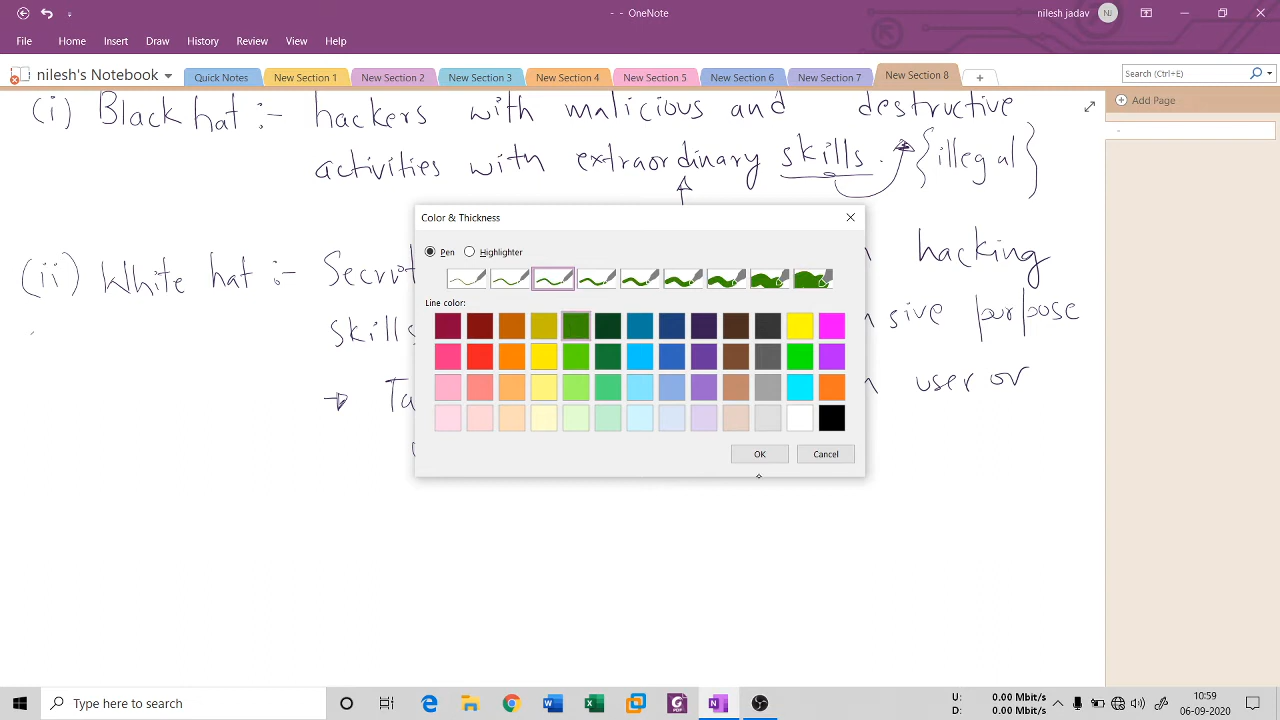 - - OneNote
nilesh jadav
NJ
File Home Insert Draw History Review View Help
nilesh's Notebook
Quick Notes
New Section 1
New Section 2
New Section 3
New Section 4
New Section 5
New Section 6
New Section 7
New Section 8
+
Search (Ctrl+E)
Add Page
-
(i) Black hat :- hackers with malicious and destructive
activities with extraordinary skills. {illegal}
(ii) White hat :- hacking
skills sive purpose
→ user or
Color & Thickness
Pen Highlighter
Line color:
OK Cancel
Type here to search
U: 0.00 Mbit/s
D: 0.00 Mbit/s
10:59
06-09-2020